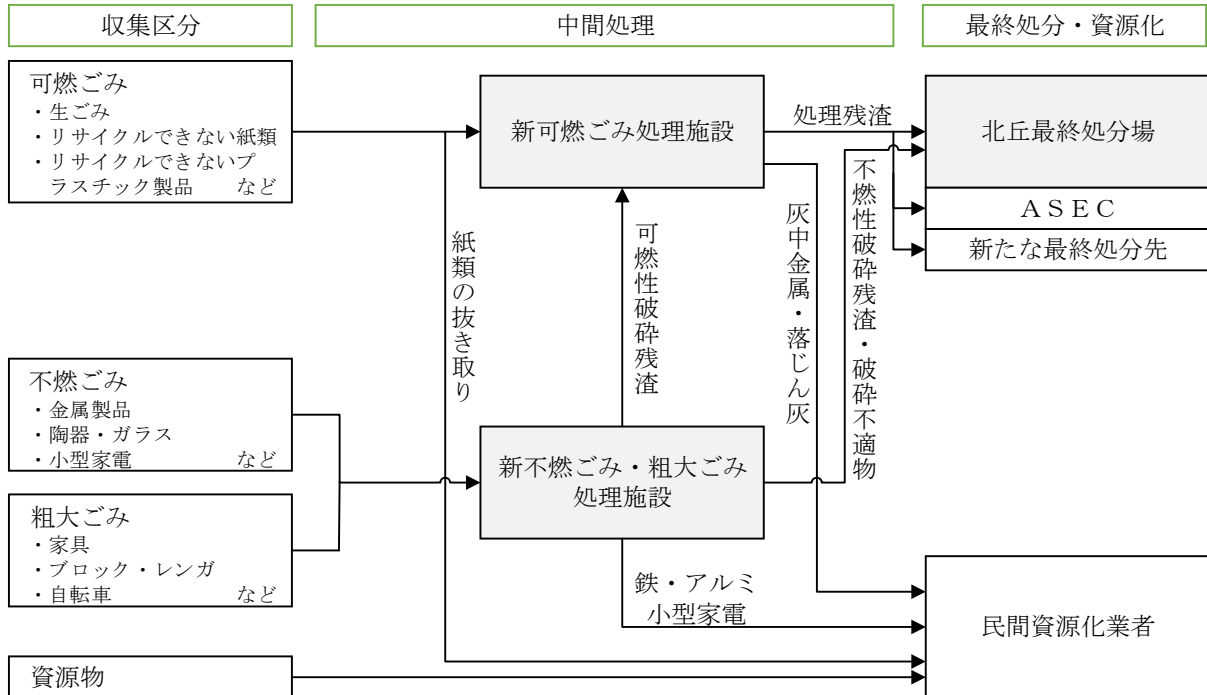 収集区分
中間処理
最終処分・資源化
可燃ごみ
・生ごみ
・リサイクルできない紙類
・リサイクルできないプ
ラスチック製品　　など
新可燃ごみ処理施設
処理残渣
北丘最終処分場
ＡＳＥＣ
新たな最終処分先
紙類の抜き取り
可燃性破砕残渣
灰中金属・落じん灰
不燃性破砕残渣・破砕不適物
不燃ごみ
・金属製品
・陶器・ガラス
・小型家電　　など
粗大ごみ
・家具
・ブロック・レンガ
・自転車　　など
新不燃ごみ・粗大ごみ
処理施設
鉄・アルミ
小型家電
民間資源化業者
資源物